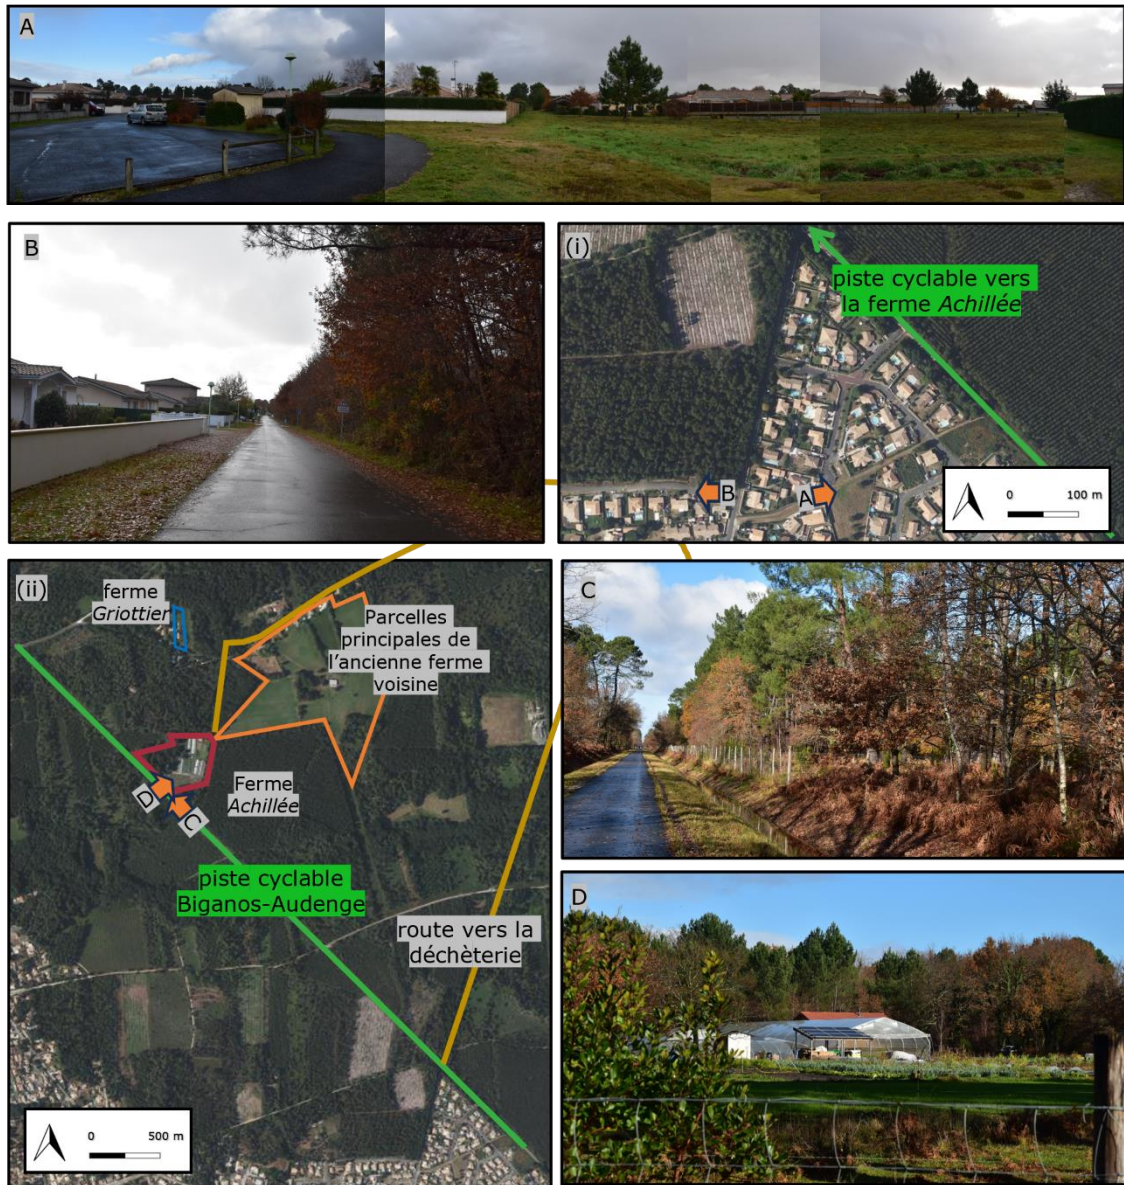 A
B
(i)
piste cyclable vers
la ferme Achillée
B
A
0 100 m
(ii)
ferme
Griottier
Parcelles
principales de
l'ancienne ferme
voisine
Ferme
Achillée
D
C
piste cyclable
Biganos-Audenge
route vers la
déchèterie
0 500 m
C
D